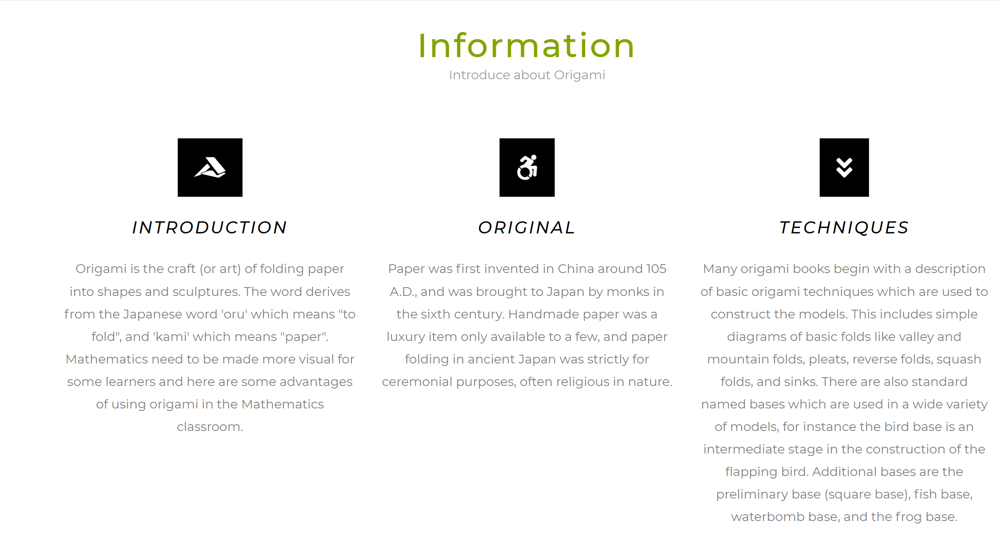 Information
Introduce about Origami
INTRODUCTION
Origami is the craft (or art) of folding paper
into shapes and sculptures. The word derives
from the Japanese word 'oru' which means "to
fold", and 'kami' which means "paper".
Mathematics need to be made more visual for
some learners and here are some advantages
of using origami in the Mathematics
classroom.
ORIGINAL
Paper was first invented in China around 105
A.D., and was brought to Japan by monks in
the sixth century. Handmade paper was a
luxury item only available to a few, and paper
folding in ancient Japan was strictly for
ceremonial purposes, often religious in nature.
TECHNIQUES
Many origami books begin with a description
of basic origami techniques which are used to
construct the models. This includes simple
diagrams of basic folds like valley and
mountain folds, pleats, reverse folds, squash
folds, and sinks. There are also standard
named bases which are used in a wide variety
of models, for instance the bird base is an
intermediate stage in the construction of the
flapping bird. Additional bases are the
preliminary base (square base), fish base,
waterbomb base, and the frog base.